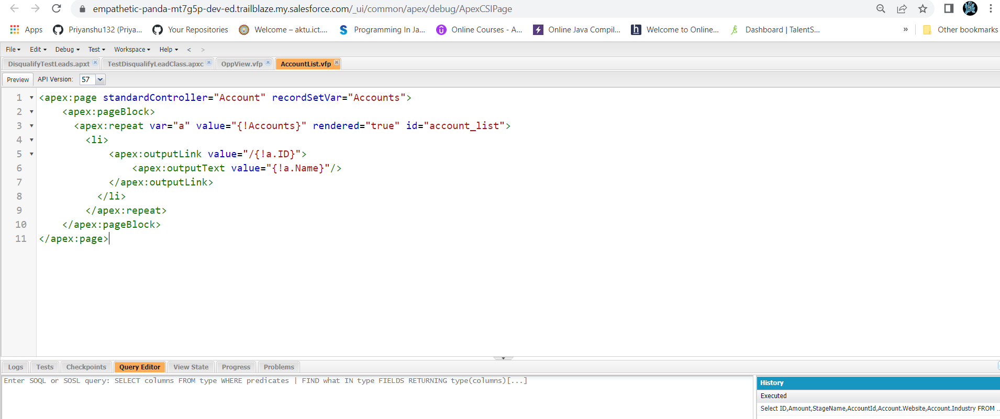 empathetic-panda-mt7g5p-dev-ed.trailblaze.my.salesforce.com/_ui/common/apex/debug/ApexCSIPage
Apps Priyanshu132 (Priya... Your Repositories Welcome – aktu.ict.... Programming In Ja... Online Courses - A... Online Java Compil... Welcome to Online... Dashboard | TalentS... » Other bookmarks
File Edit Debug Test Workspace Help < >
DisqualifyTestLeads.apxt TestDisqualifyLeadClass.apxc OppView.vfp AccountList.vfp
Preview API Version: 57
1 <apex:page standardController="Account" recordSetVar="Accounts">
2 <apex:pageBlock>
3 <apex:repeat var="a" value="{!Accounts}" rendered="true" id="account_list">
4 <li>
5 <apex:outputLink value="/{!a.ID}">
6 <apex:outputText value="{!a.Name}"/>
7 </apex:outputLink>
8 </li>
9 </apex:repeat>
10 </apex:pageBlock>
11 </apex:page>
Logs Tests Checkpoints Query Editor View State Progress Problems
Enter SOQL or SOSL query: SELECT columns FROM type WHERE predicates | FIND what IN type FIELDS RETURNING type(columns)[...]
History
Executed
Select ID,Amount,StageName,AccountId,Account.Website,Account.Industry FROM ...